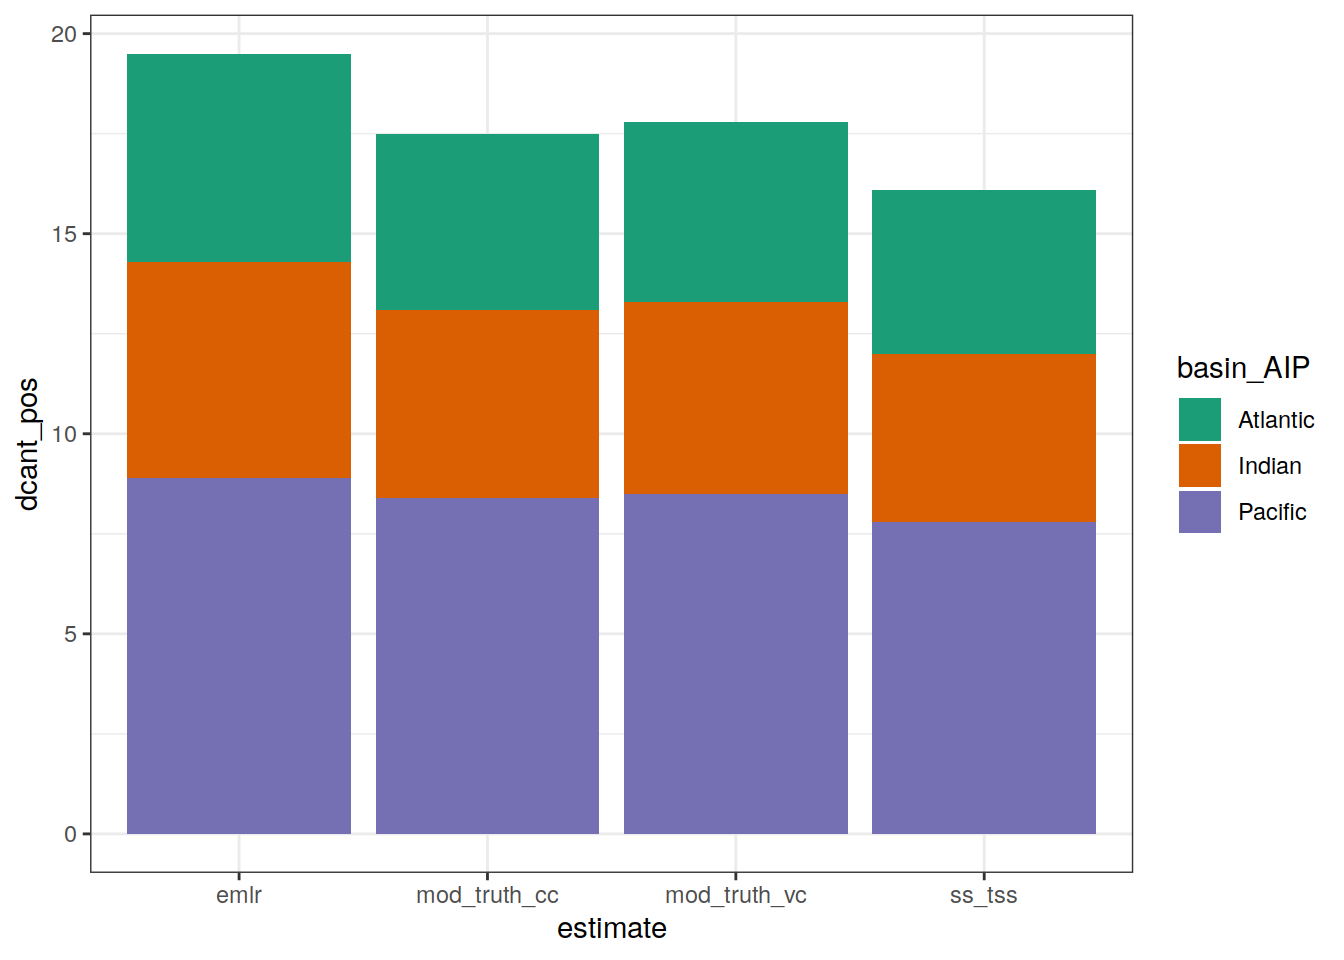 dcant_pos
20
15
10
5
0
emlr
mod_truth_cc
mod_truth_vc
ss_tss
estimate
basin_AIP
Atlantic
Indian
Pacific